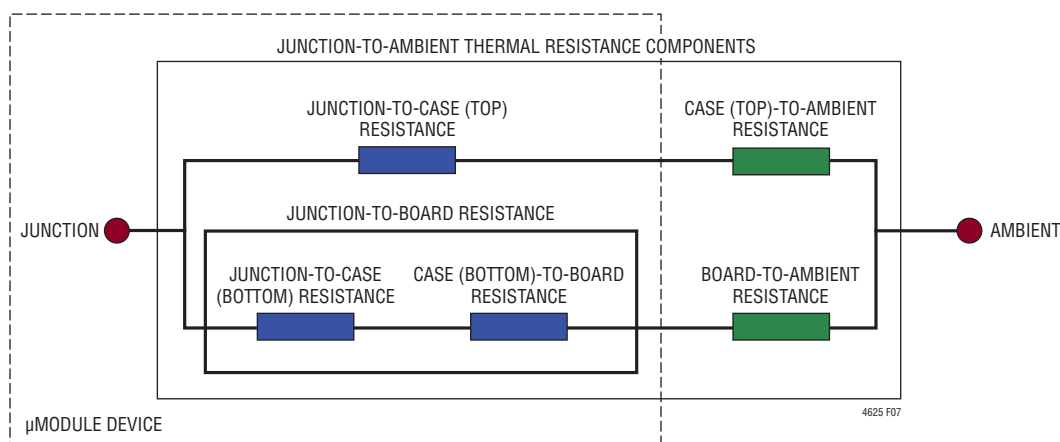 JUNCTION-TO-AMBIENT THERMAL RESISTANCE COMPONENTS
JUNCTION-TO-CASE (TOP)
RESISTANCE
CASE (TOP)-TO-AMBIENT
RESISTANCE
JUNCTION
JUNCTION-TO-BOARD RESISTANCE
AMBIENT
JUNCTION-TO-CASE
(BOTTOM) RESISTANCE
CASE (BOTTOM)-TO-BOARD
RESISTANCE
BOARD-TO-AMBIENT
RESISTANCE
4625 F07
µMODULE DEVICE